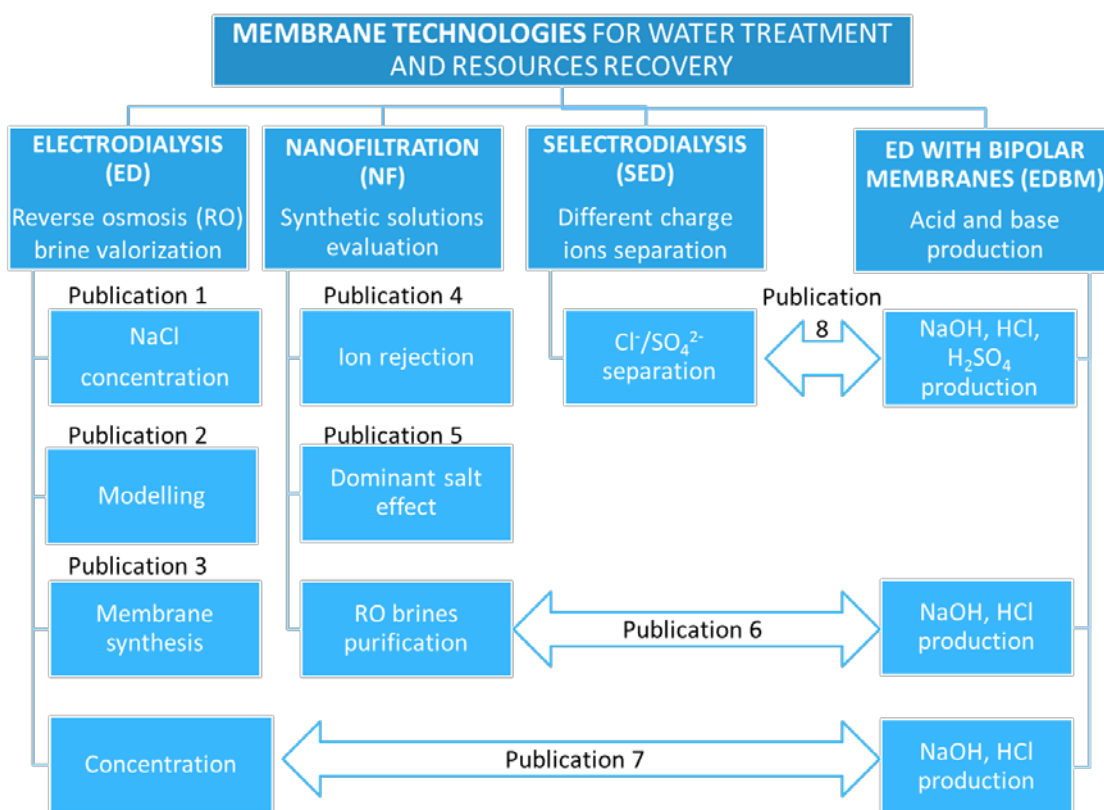 MEMBRANE TECHNOLOGIES FOR WATER TREATMENT
AND RESOURCES RECOVERY
ELECTRODIALYSIS
(ED)
Reverse osmosis (RO)
brine valorization
NANOFILTRATION
(NF)
Synthetic solutions
evaluation
SELECTRODIALYSIS
(SED)
Different charge
ions separation
ED WITH BIPOLAR
MEMBRANES (EDBM)
Acid and base
production
Publication 1
NaCl
concentration
Publication 4
Ion rejection
Cl⁻/SO₄²⁻
separation
Publication
8
NaOH, HCl,
H₂SO₄
production
Publication 2
Modelling
Publication 5
Dominant salt
effect
Publication 3
Membrane
synthesis
RO brines
purification
Publication 6
NaOH, HCl
production
Concentration
Publication 7
NaOH, HCl
production